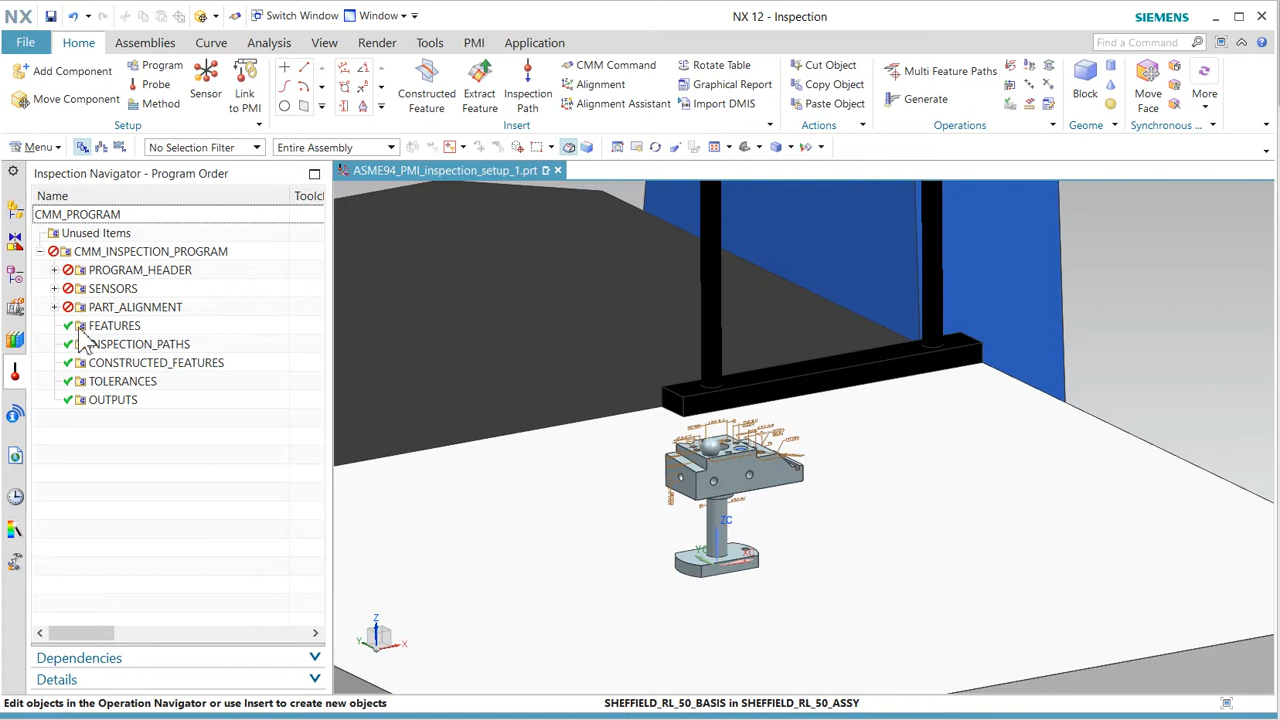 NX
Switch Window
Window
NX 12 - Inspection
SIEMENS
File
Home
Assemblies
Curve
Analysis
View
Render
Tools
PMI
Application
Find a Command
Add Component
Move Component
Setup
Program
Probe
Method
Sensor
Link
to PMI
Constructed
Feature
Extract
Feature
Inspection
Path
CMM Command
Alignment
Alignment Assistant
Insert
Rotate Table
Graphical Report
Import DMIS
Cut Object
Copy Object
Paste Object
Actions
Multi Feature Paths
Generate
Operations
Block
Geome
Move
Face
Synchronous ...
More
Menu
No Selection Filter
Entire Assembly
Inspection Navigator - Program Order
ASME94_PMI_inspection_setup_1.prt
Name
Toolch
CMM_PROGRAM
Unused Items
CMM_INSPECTION_PROGRAM
PROGRAM_HEADER
SENSORS
PART_ALIGNMENT
FEATURES
INSPECTION_PATHS
CONSTRUCTED_FEATURES
TOLERANCES
OUTPUTS
ZC
Z
Y
X
Dependencies
Details
Edit objects in the Operation Navigator or use Insert to create new objects
SHEFFIELD_RL_50_BASIS in SHEFFIELD_RL_50_ASSY